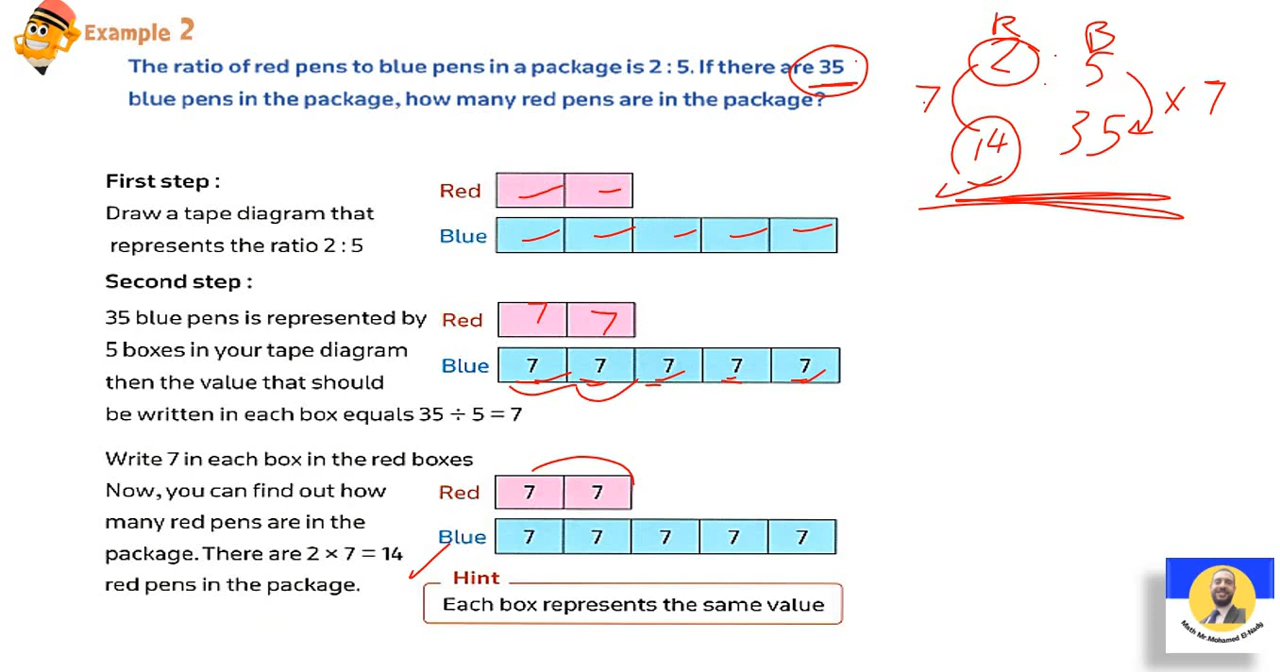 Example 2
The ratio of red pens to blue pens in a package is 2 : 5. If there are 35
blue pens in the package, how many red pens are in the package?
R B
2 : 5
7 × 7
14 35
First step :
Draw a tape diagram that
represents the ratio 2 : 5
Red
Blue
Second step :
35 blue pens is represented by
5 boxes in your tape diagram
then the value that should
be written in each box equals 35 ÷ 5 = 7
Red 7 7
Blue 7 7 7 7 7
Write 7 in each box in the red boxes
Now, you can find out how
many red pens are in the
package. There are 2 × 7 = 14
red pens in the package.
Red 7 7
Blue 7 7 7 7 7
Hint
Each box represents the same value
Math Mr.Mohamed El-Nady